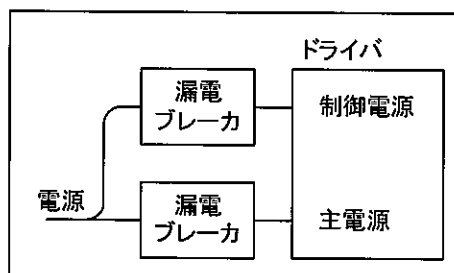 ドライバ
漏電
ブレーカ
制御電源
電源
漏電
ブレーカ
主電源